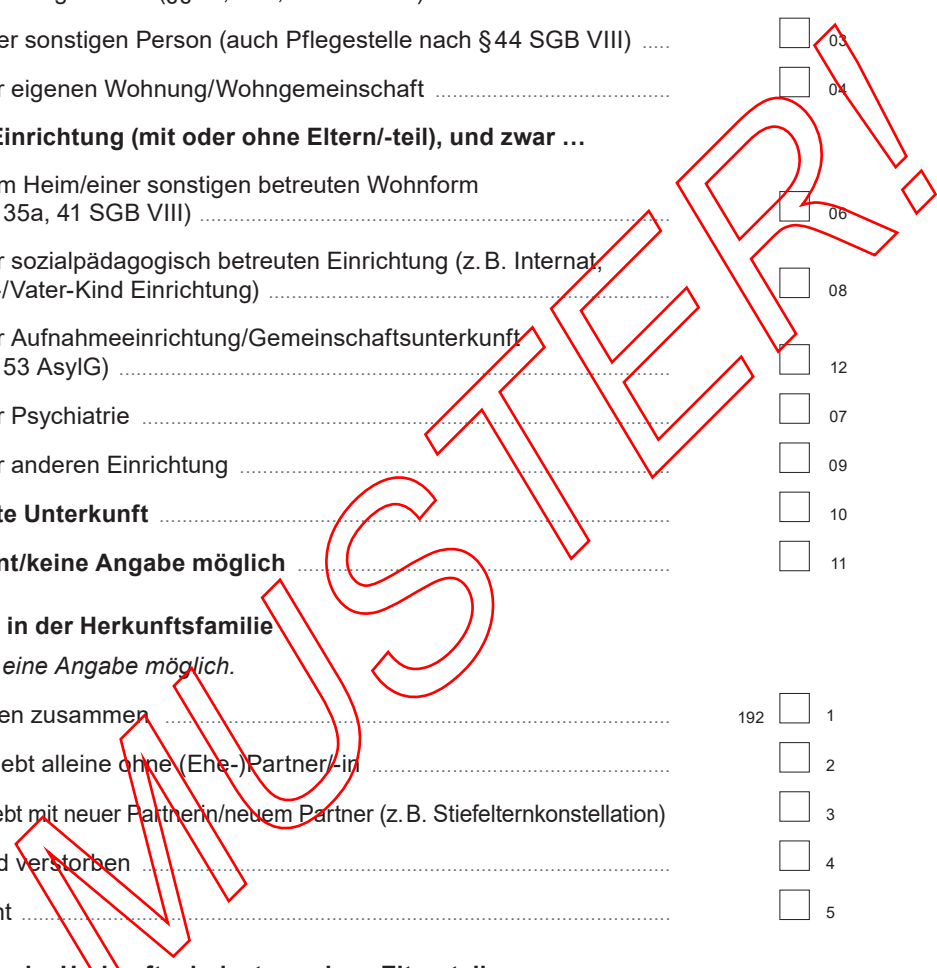 er sonstigen Person (auch Pflegestelle nach §44 SGB VIII) ..... 03
r eigenen Wohnung/Wohngemeinschaft ..... 04
Einrichtung (mit oder ohne Eltern/-teil), und zwar …
m Heim/einer sonstigen betreuten Wohnform
35a, 41 SGB VIII) ..... 06
r sozialpädagogisch betreuten Einrichtung (z. B. Internat,
-/Vater-Kind Einrichtung) ..... 08
r Aufnahmeeinrichtung/Gemeinschaftsunterkunft
53 AsylG) ..... 12
r Psychiatrie ..... 07
r anderen Einrichtung ..... 09
te Unterkunft ..... 10
nt/keine Angabe möglich ..... 11
in der Herkunftsfamilie
eine Angabe möglich.
en zusammen ..... 192 1
ebt alleine ohne (Ehe-)Partner/-in ..... 2
ebt mit neuer Partnerin/neuem Partner (z. B. Stiefelternkonstellation) 3
d verstorben ..... 4
nt ..... 5
MUSTER!